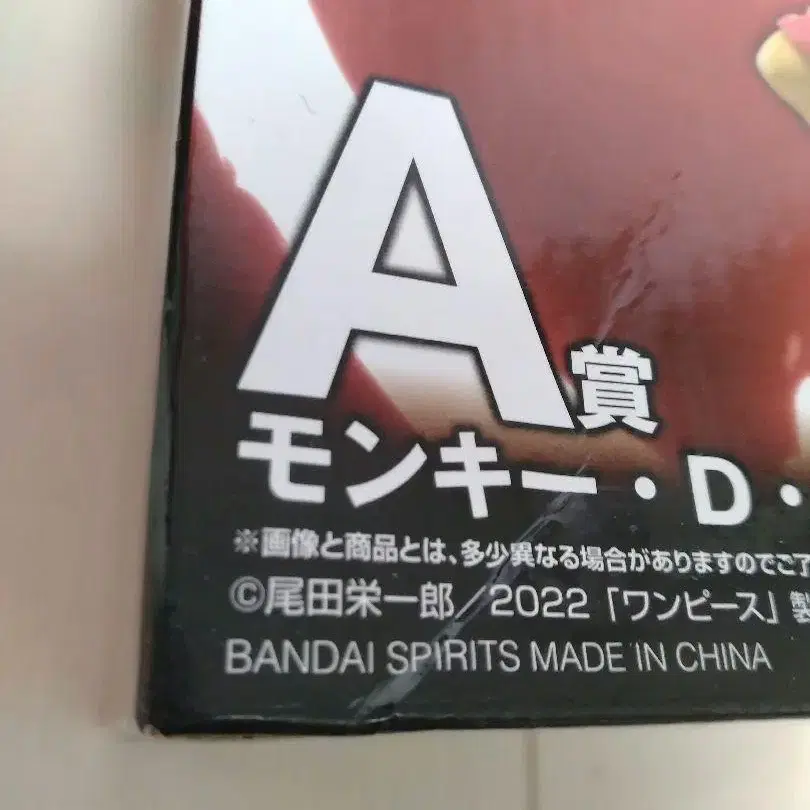 A賞
モンキー・D・
※画像と商品とは、多少異なる場合がありますのでご了
©尾田栄一郎／2022「ワンピース」製
BANDAI SPIRITS MADE IN CHINA